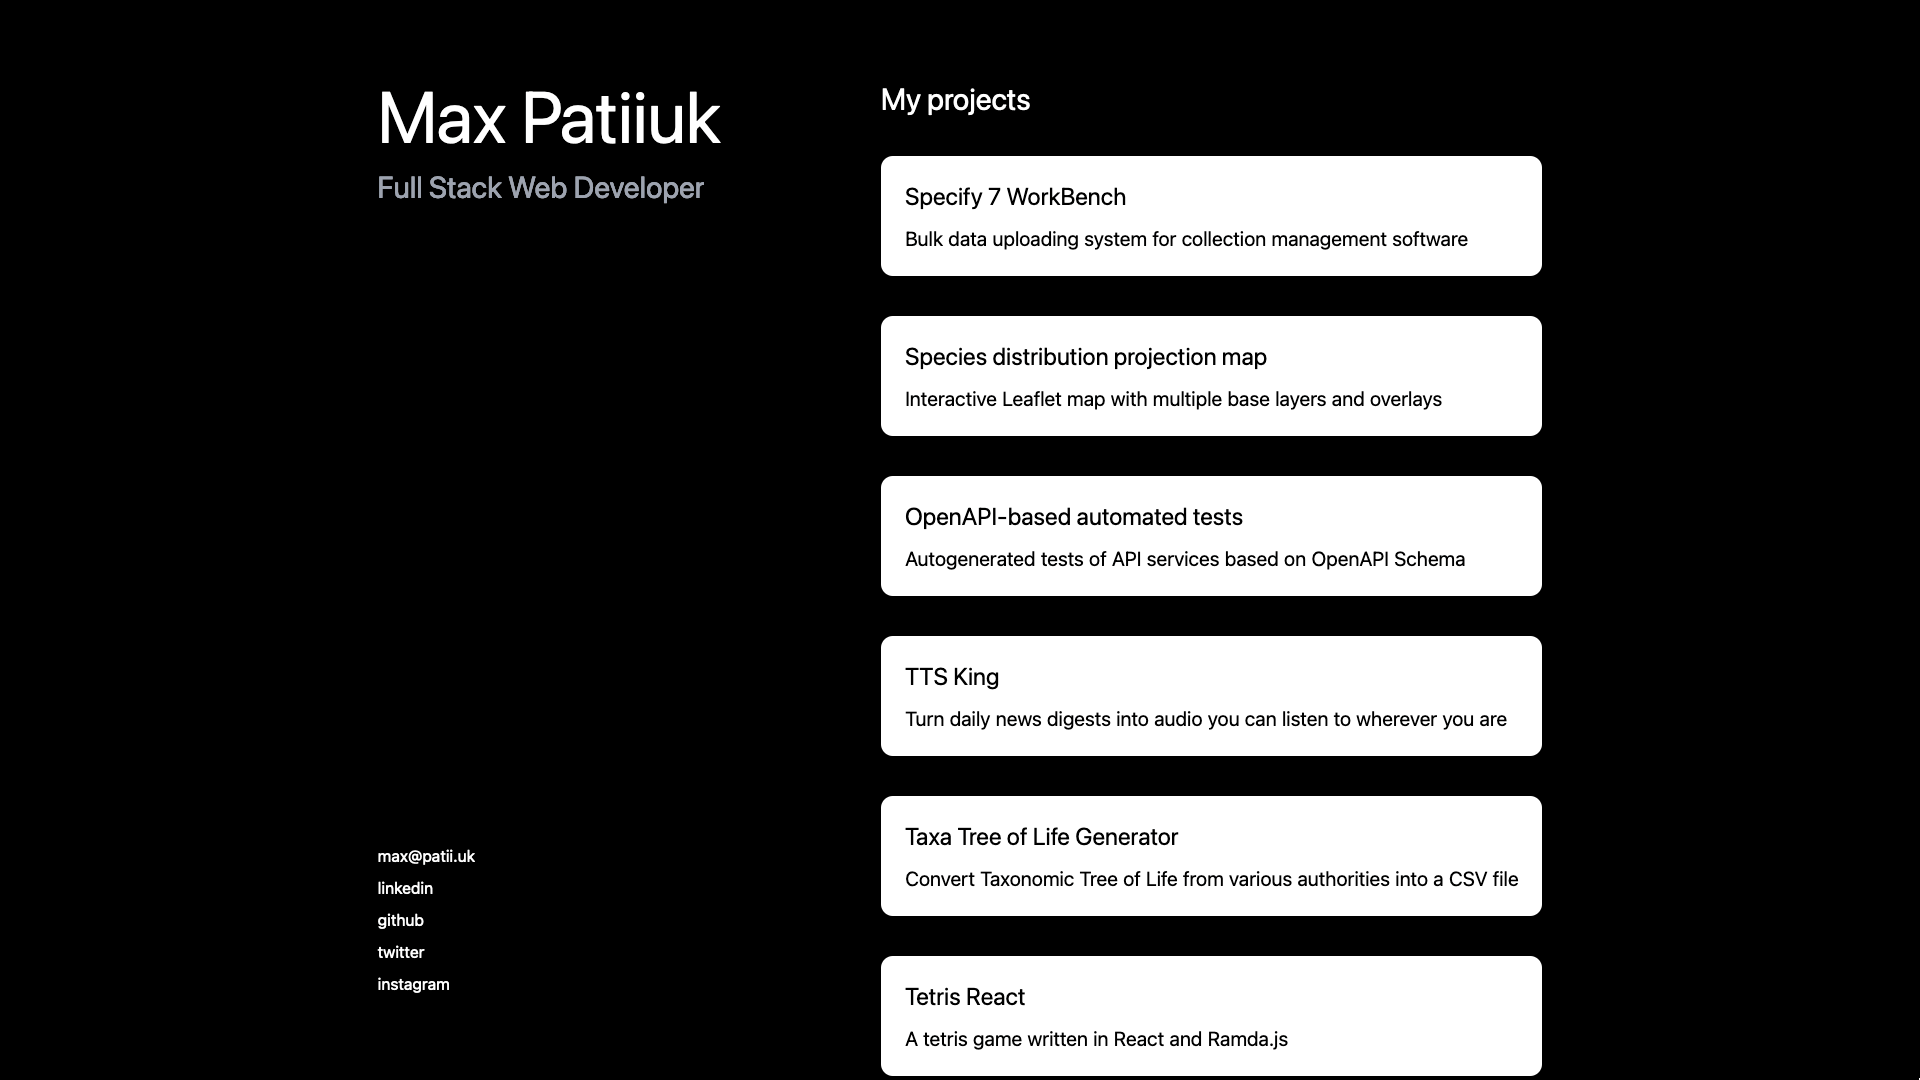 Max Patiiuk
Full Stack Web Developer
max@patii.uk
linkedin
github
twitter
instagram
My projects
Specify 7 WorkBench
Bulk data uploading system for collection management software
Species distribution projection map
Interactive Leaflet map with multiple base layers and overlays
OpenAPI-based automated tests
Autogenerated tests of API services based on OpenAPI Schema
TTS King
Turn daily news digests into audio you can listen to wherever you are
Taxa Tree of Life Generator
Convert Taxonomic Tree of Life from various authorities into a CSV file
Tetris React
A tetris game written in React and Ramda.js